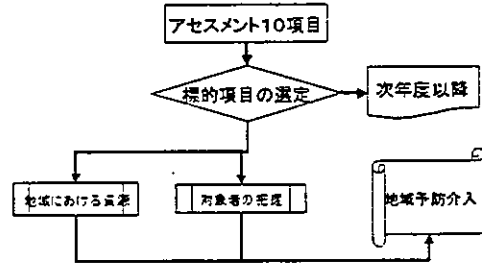 アセスメント10項目
標的項目の選定
次年度以降
地域における資源
対象者の把握
地域予防介入